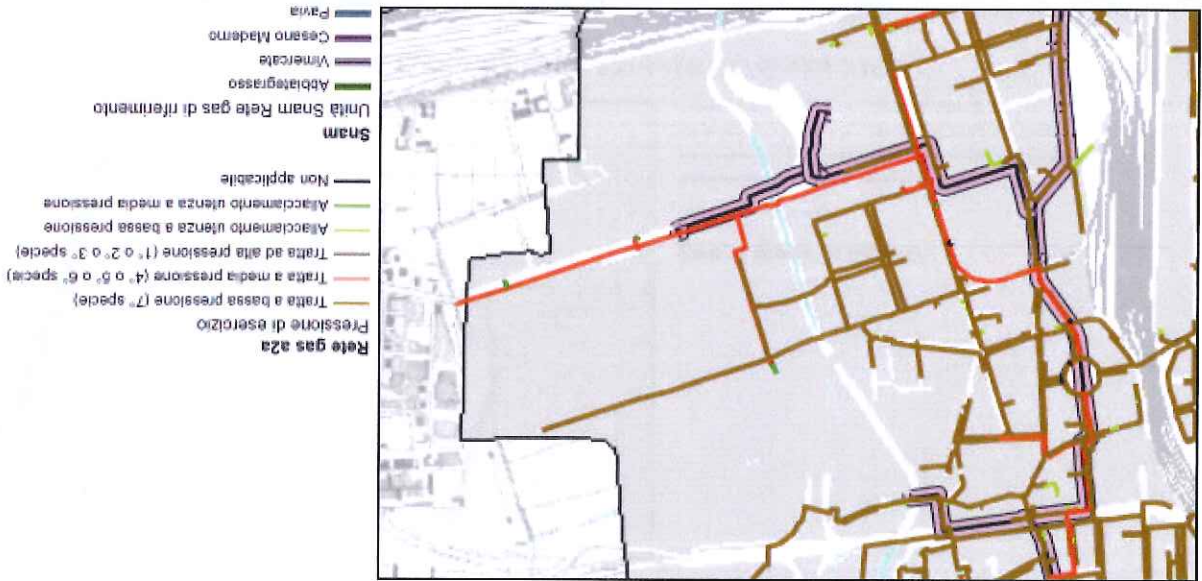 Rete gas a2a
Pressione di esercizio
Tratta a bassa pressione (7° specie)
Tratta a media pressione (4° o 5° o 6° specie)
Tratta ad alta pressione (1° o 2° o 3° specie)
Allacciamento utenza a bassa pressione
Allacciamento utenza a media pressione
Non applicabile
Snam
Unità Snam Rete gas di riferimento
Abbiategrasso
Vimercate
Cesano Maderno
Pavia